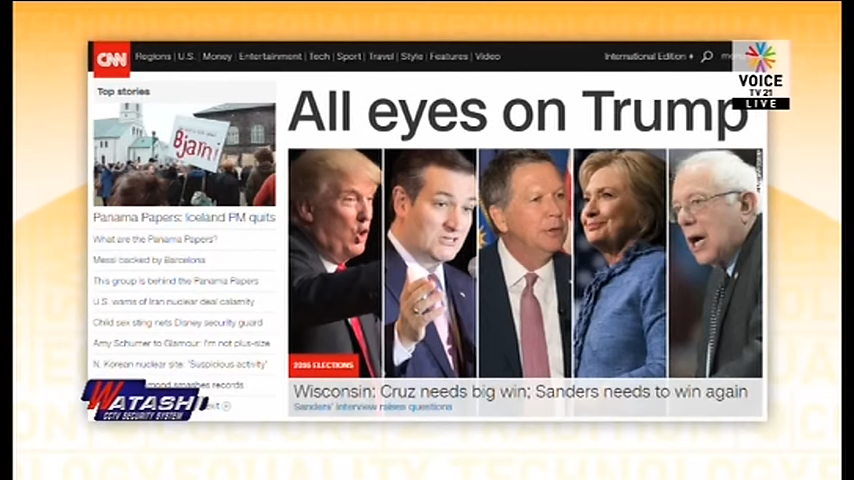 CNN
Regions | U.S. | Money | Entertainment | Tech | Sport | Travel | Style | Features | Video
International Edition
VOICE
TV 21
LIVE
Top stories
Bjarni
Panama Papers: Iceland PM quits
What are the Panama Papers?
Messi backed by Barcelona
This group is behind the Panama Papers
U.S. warns of Iran nuclear deal calamity
Child sex sting nets Disney security guard
Amy Schumer to Glamour: I'm not plus-size
N. Korean nuclear site: 'Suspicious activity'
smashes records
All eyes on Trump
2016 ELECTIONS
Wisconsin: Cruz needs big win; Sanders needs to win again
Sanders' interview raises questions
WATASHI
CCTV SECURITY SYSTEM
EQUALITY TECHNOLOGY